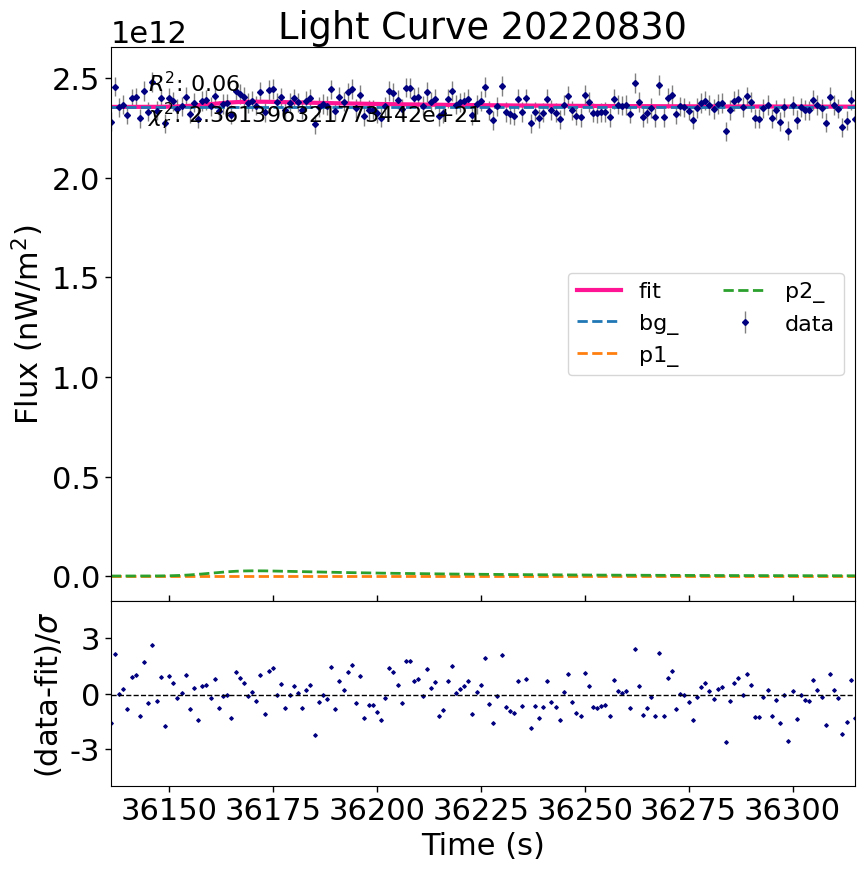 Light Curve 20220830
1e12
R²: 0.06
2.5
2.0
1.5
1.0
0.5
0.0
Flux (nW/m²)
fit
bg_
p1_
p2_
data
3
0
-3
(data-fit)/σ
36150 36175 36200 36225 36250 36275 36300
Time (s)